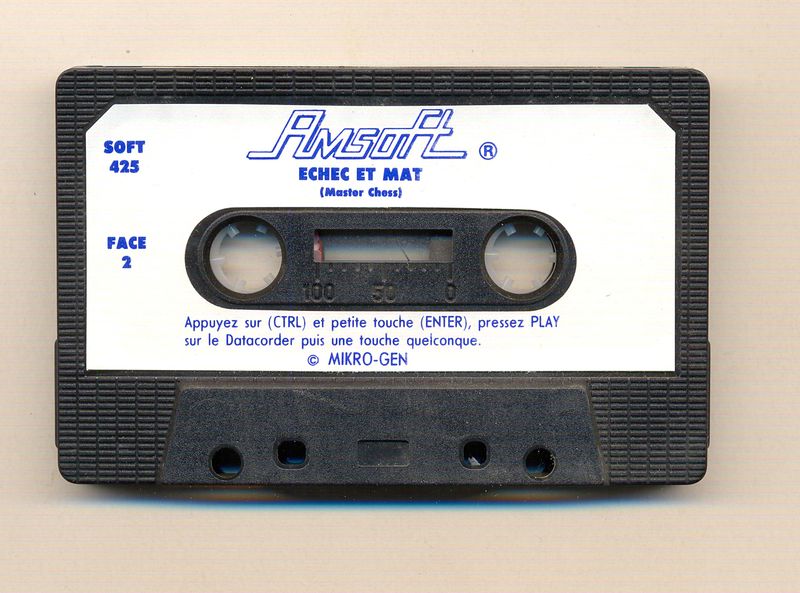 Amsoft ®
SOFT
425
ECHEC ET MAT
(Master Chess)
FACE
2
100 50 0
Appuyez sur (CTRL) et petite touche (ENTER), pressez PLAY
sur le Datacorder puis une touche quelconque.
© MIKRO-GEN